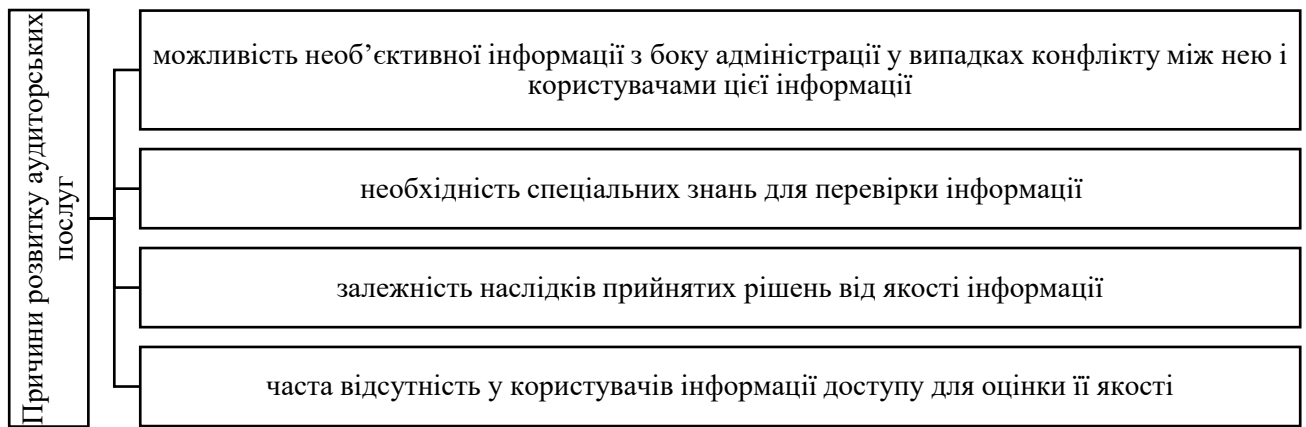 Причини розвитку аудиторських
послуг
можливість необ’єктивної інформації з боку адміністрації у випадках конфлікту між нею і
користувачами цієї інформації
необхідність спеціальних знань для перевірки інформації
залежність наслідків прийнятих рішень від якості інформації
часта відсутність у користувачів інформації доступу для оцінки її якості